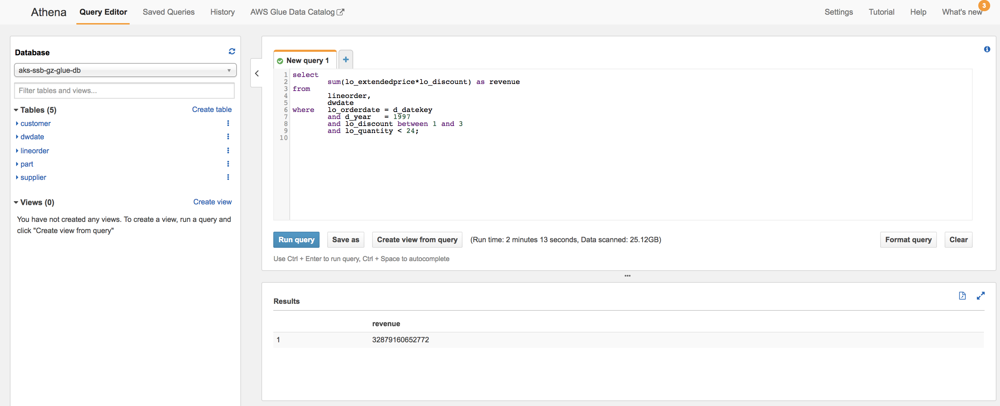 Athena Query Editor Saved Queries History AWS Glue Data Catalog Settings Tutorial Help What's new 3
Database
aks-ssb-gz-glue-db
Filter tables and views...
Tables (5) Create table
customer
dwdate
lineorder
part
supplier
Views (0) Create view
You have not created any views. To create a view, run a query and
click "Create view from query"
New query 1 +
1 select
2 sum(lo_extendedprice*lo_discount) as revenue
3 from
4 lineorder,
5 dwdate
6 where lo_orderdate = d_datekey
7 and d_year = 1997
8 and lo_discount between 1 and 3
9 and lo_quantity < 24;
10
Run query Save as Create view from query (Run time: 2 minutes 13 seconds, Data scanned: 25.12GB) Format query Clear
Use Ctrl + Enter to run query, Ctrl + Space to autocomplete
Results
revenue
1 32879160652772